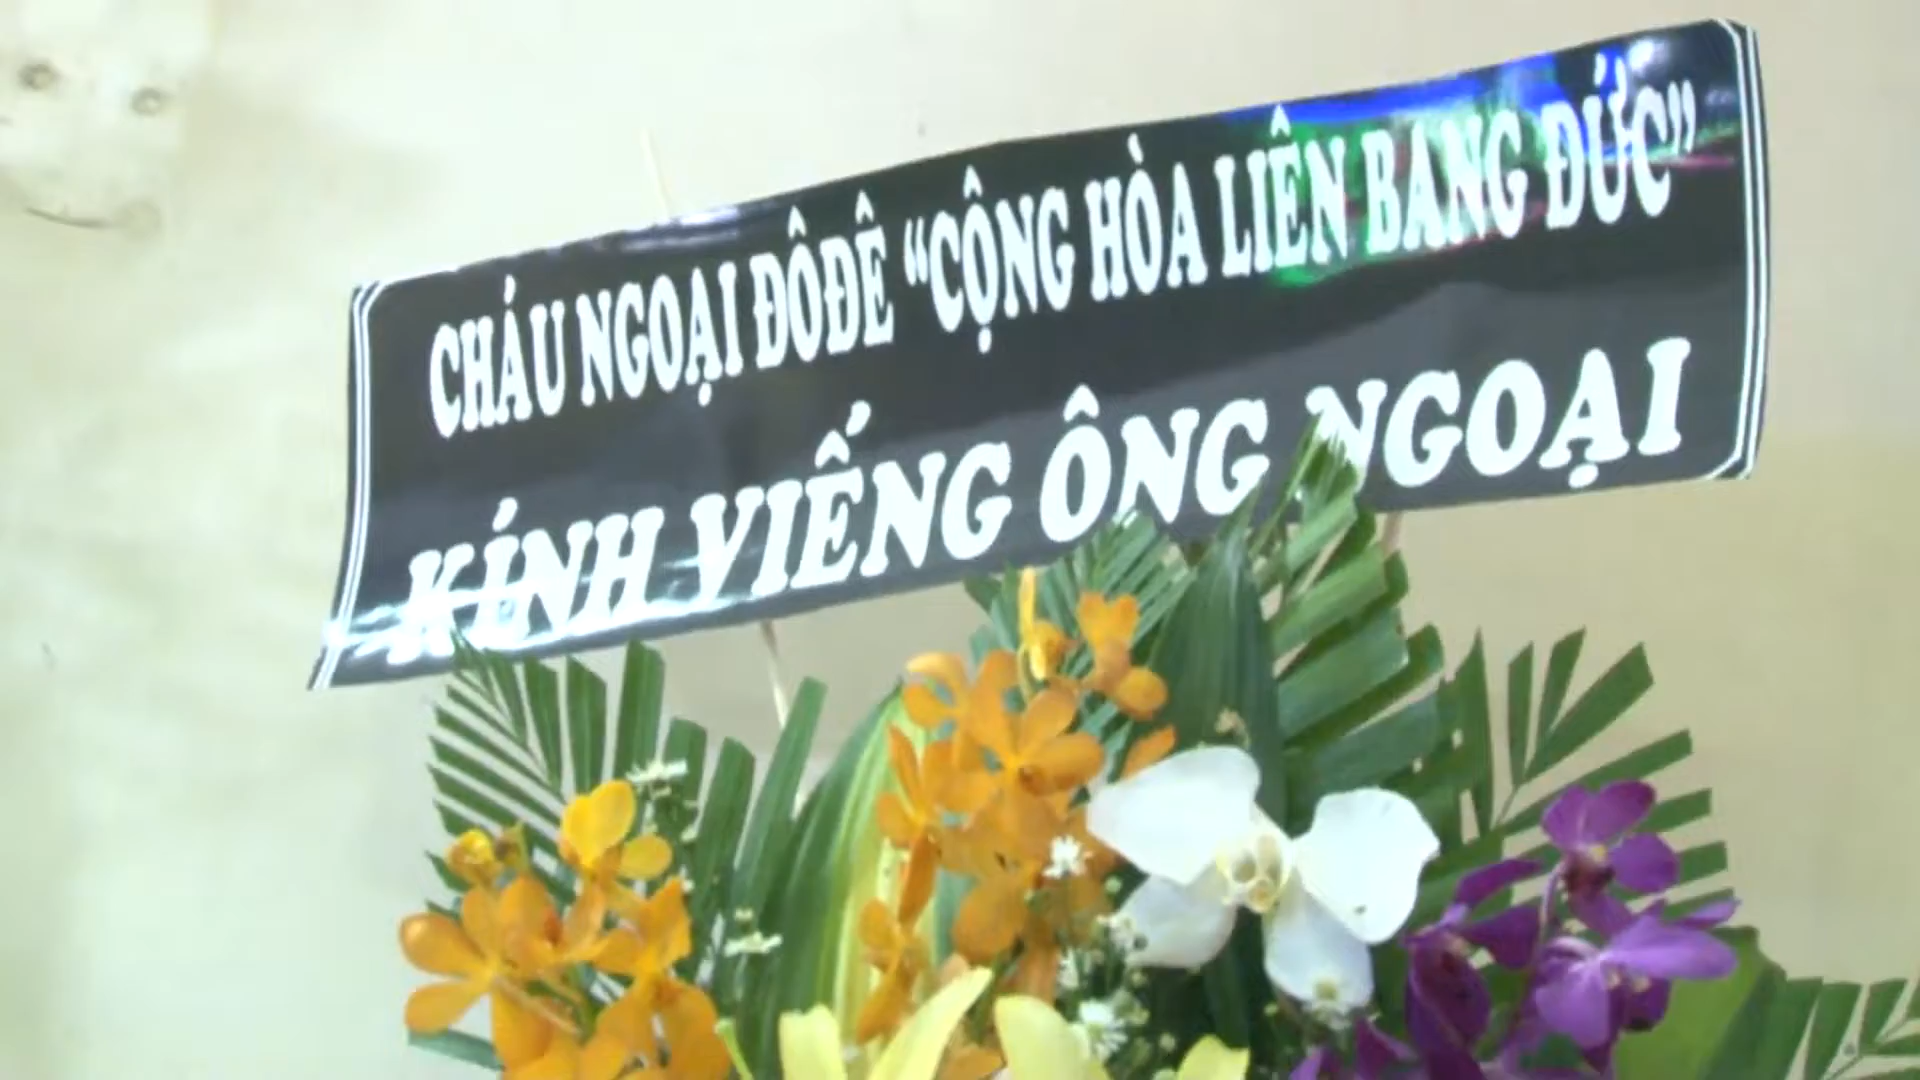 CHÁU NGOẠI ĐÔĐÊ “CỘNG HÒA LIÊN BANG ĐỨC”
KÍNH VIẾNG ÔNG NGOẠI